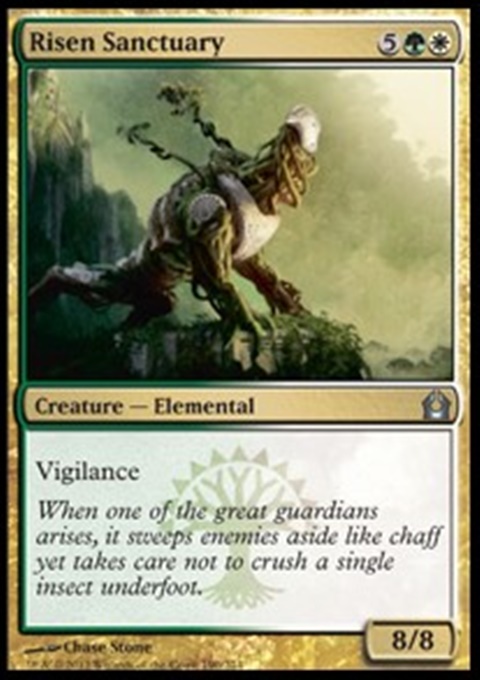 Risen Sanctuary 5
Creature — Elemental
Vigilance
When one of the great guardians
arises, it sweeps enemies aside like chaff
yet takes care not to crush a single
insect underfoot.
8/8
Chase Stone